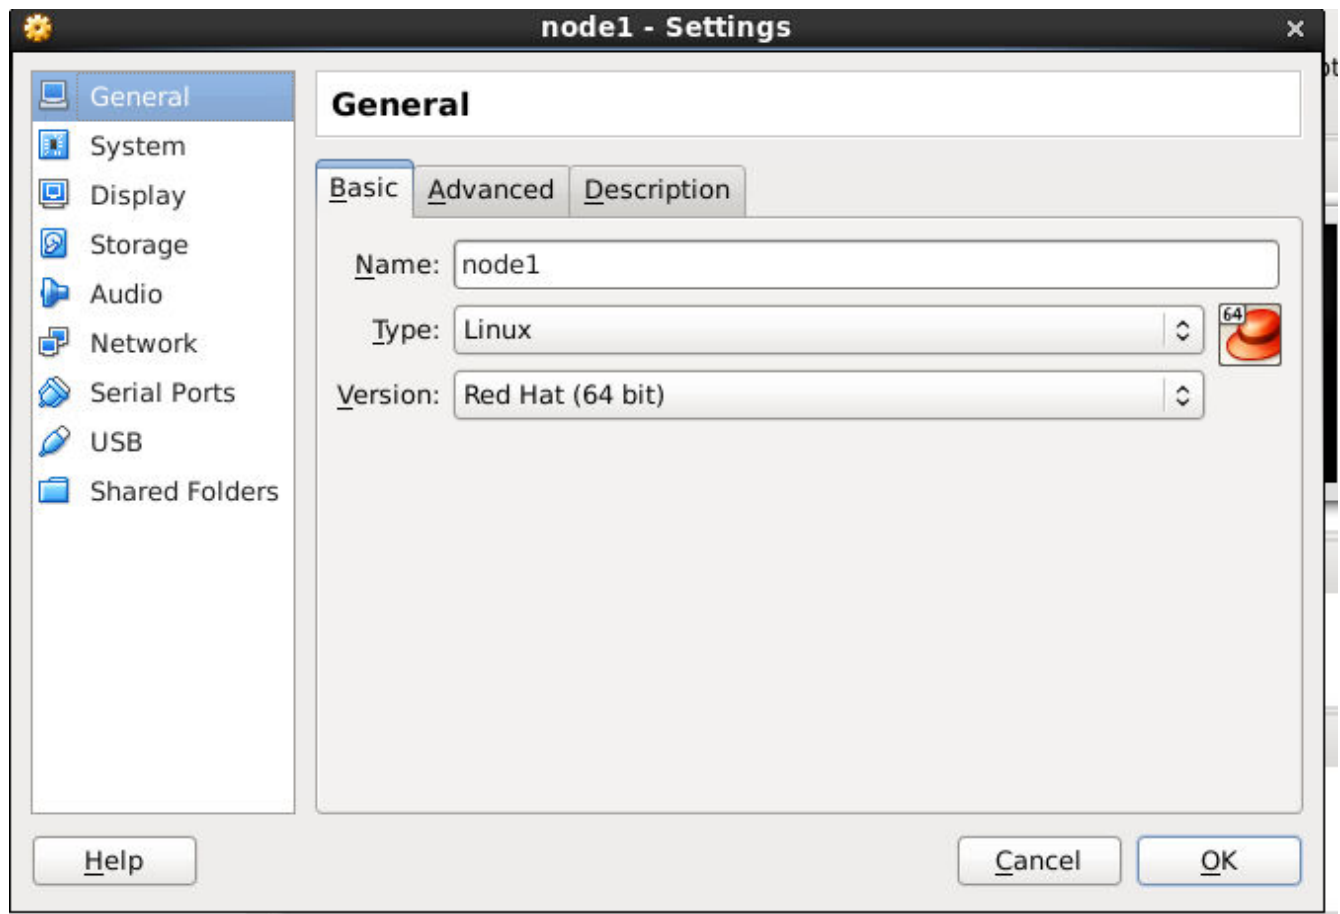 node1 - Settings
General
System
Display
Storage
Audio
Network
Serial Ports
USB
Shared Folders
General
Basic
Advanced
Description
Name: node1
Type: Linux
64
Version: Red Hat (64 bit)
Help
Cancel
OK